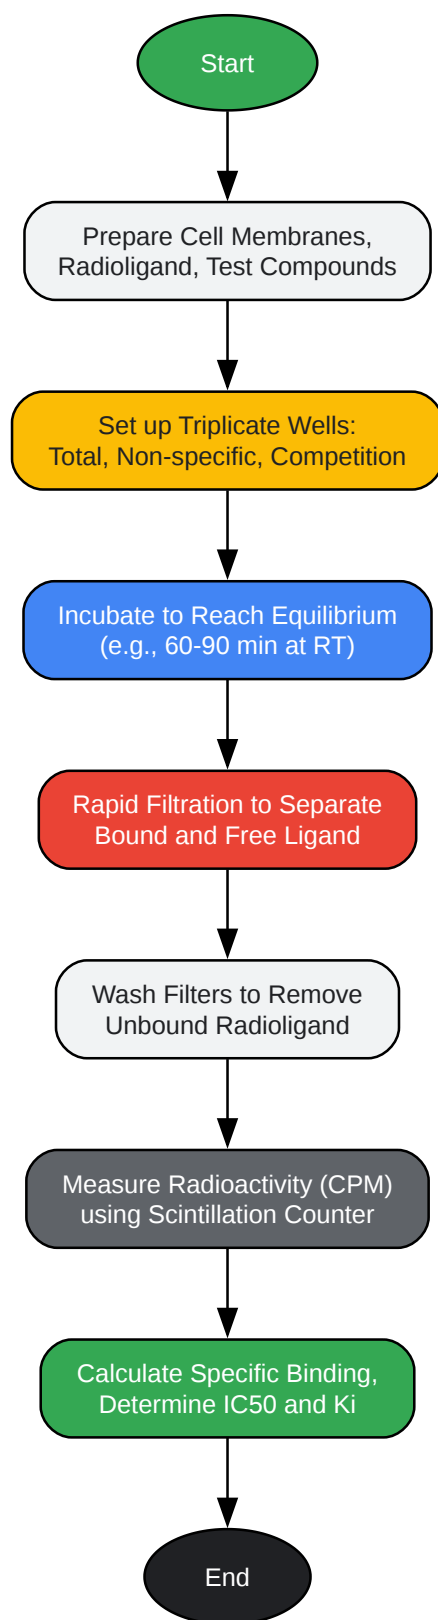 Start
Prepare Cell Membranes,
Radioligand, Test Compounds
Set up Triplicate Wells:
Total, Non-specific, Competition
Incubate to Reach Equilibrium
(e.g., 60-90 min at RT)
Rapid Filtration to Separate
Bound and Free Ligand
Wash Filters to Remove
Unbound Radioligand
Measure Radioactivity (CPM)
using Scintillation Counter
Calculate Specific Binding,
Determine IC50 and Ki
End